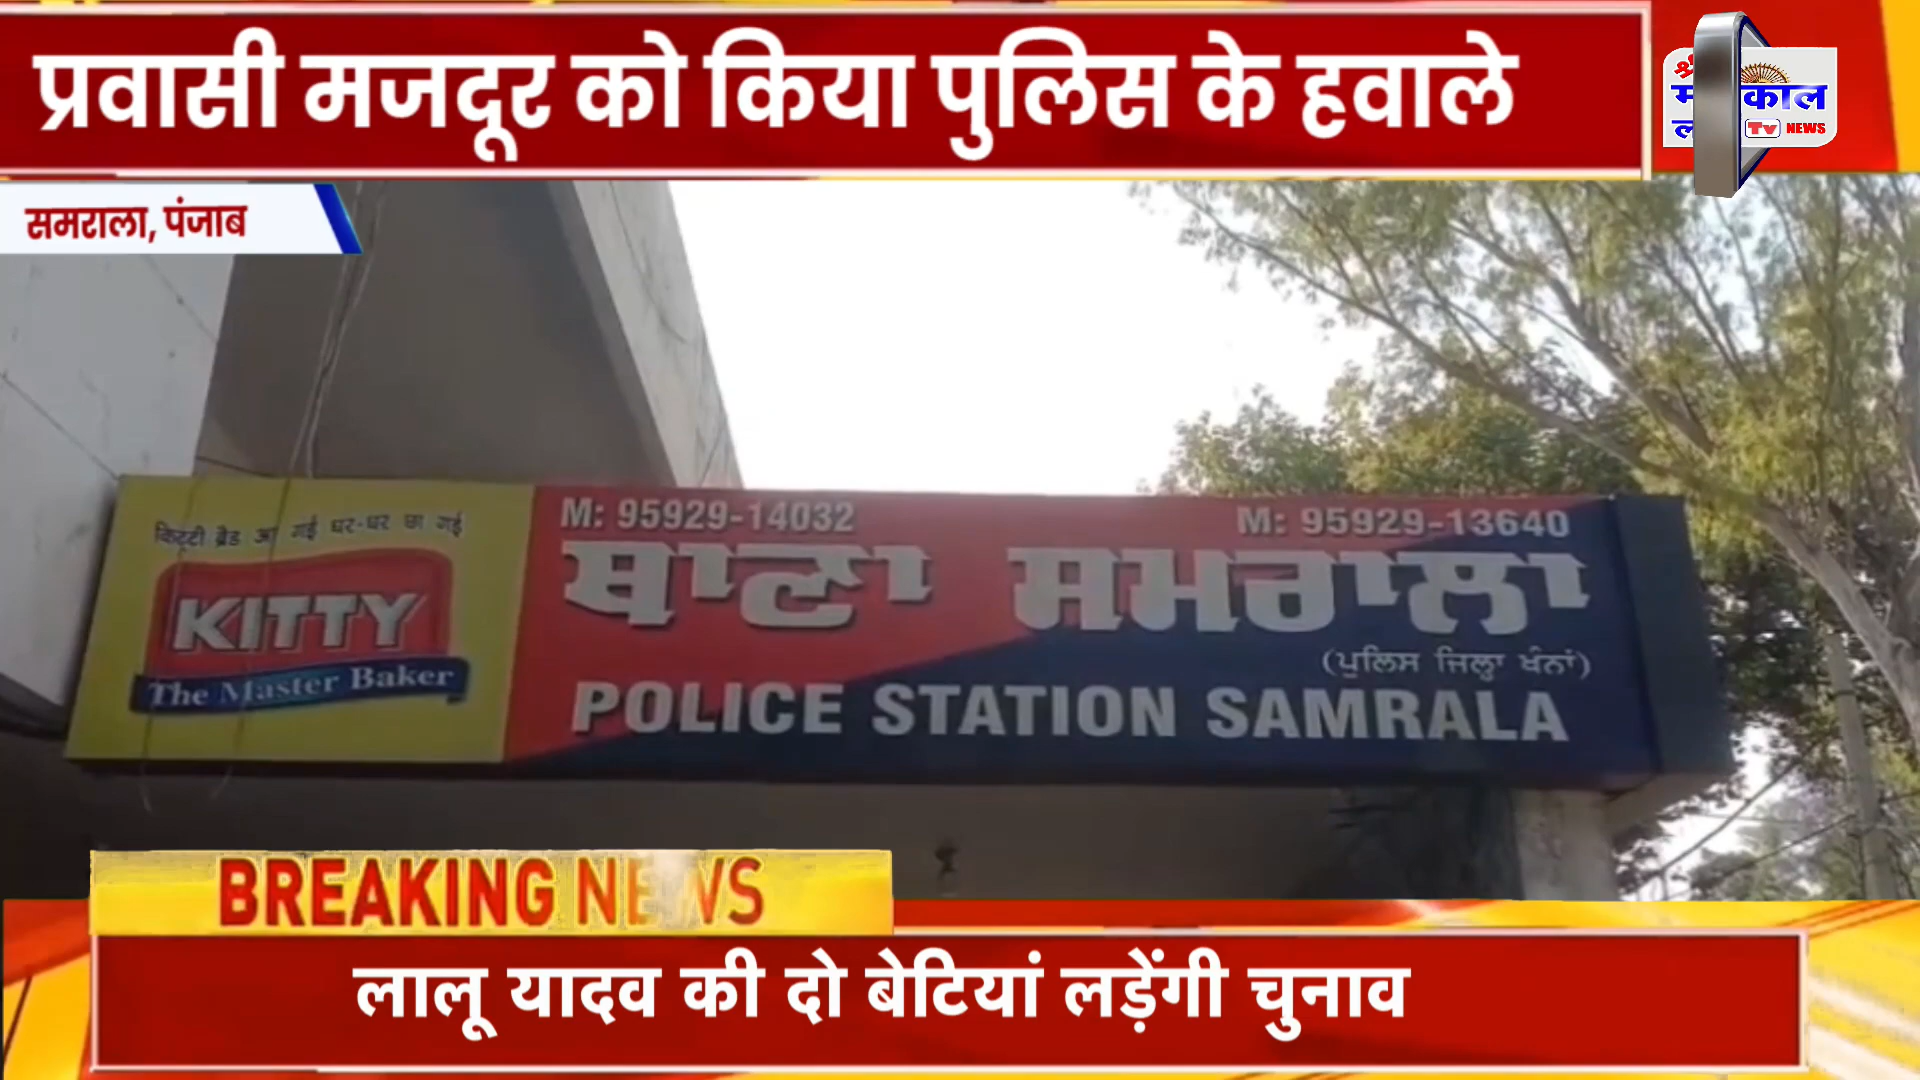 प्रवासी मजदूर को किया पुलिस के हवाले
काल
Tv NEWS
समराला, पंजाब
किट्टी ब्रेड आ गई घर-घर छा गई
KITTY
The Master Baker
M: 95929-14032
M: 95929-13640
ਥਾਣਾ ਸਮਰਾਲਾ
(ਪੁਲਿਸ ਜਿਲ੍ਹਾ ਖੰਨਾਂ)
POLICE STATION SAMRALA
BREAKING NEWS
लालू यादव की दो बेटियां लड़ेंगी चुनाव